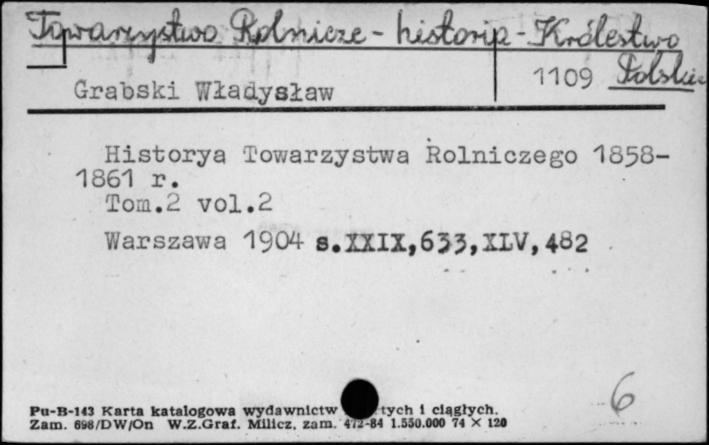 Towarzystwo Rolnicze - historia - Królestwo
Polskie
1109
Grabski Władysław
Historya Towarzystwa Rolniczego 1858-
1861 r.
Tom.2 vol.2
Warszawa 1904 s.XXIX,633,XLV,482
6
Pu-B-143 Karta katalogowa wydawnictw tych i ciągłych.
Zam. 698/DW/On W.Z.Graf. Milicz, zam. 472-84 1.550.000 74 × 120